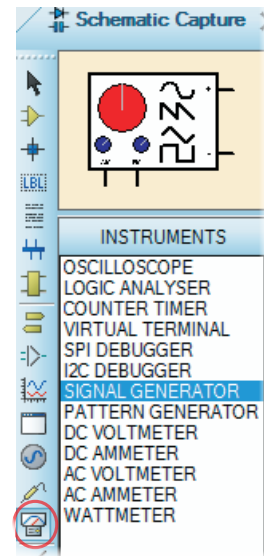 Schematic Capture
LBL
INSTRUMENTS
OSCILLOSCOPE
LOGIC ANALYSER
COUNTER TIMER
VIRTUAL TERMINAL
SPI DEBUGGER
I2C DEBUGGER
SIGNAL GENERATOR
PATTERN GENERATOR
DC VOLTMETER
DC AMMETER
AC VOLTMETER
AC AMMETER
WATTMETER